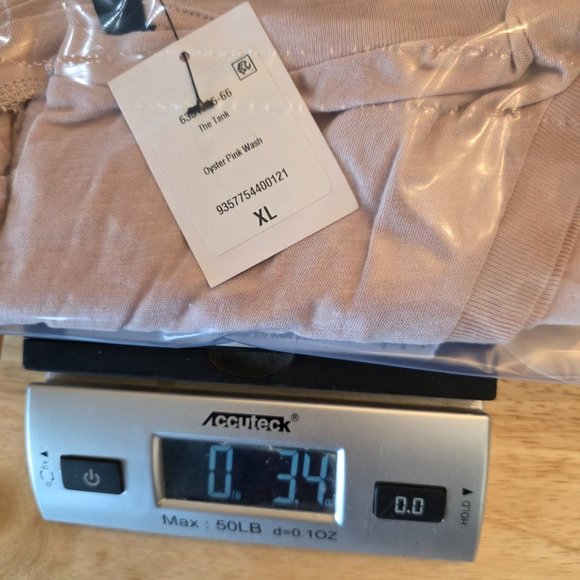 The Tank
Oyster Pink Wash
9357754400121
XL
Accuteck®
0 lb 3.4 oz
0.0
HOLD
Max : 50LB d=0.1OZ